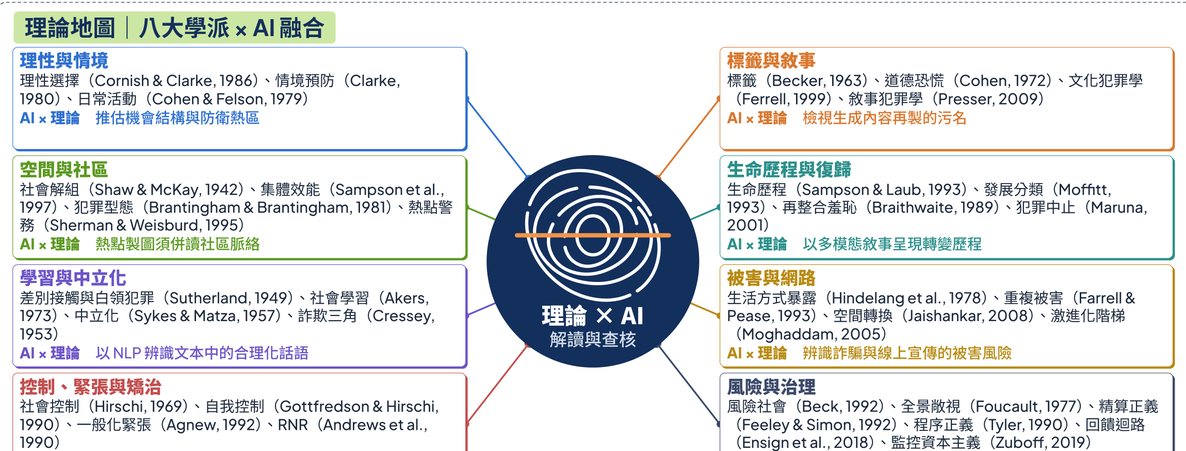 理論地圖｜八大學派 × AI 融合
理性與情境
理性選擇（Cornish & Clarke, 1986）、情境預防（Clarke,
1980）、日常活動（Cohen & Felson, 1979）
AI × 理論 推估機會結構與防衛熱區
空間與社區
社會解組（Shaw & McKay, 1942）、集體效能（Sampson et al.,
1997）、犯罪型態（Brantingham & Brantingham, 1981）、熱點警
務（Sherman & Weisburd, 1995）
AI × 理論 熱點製圖須併讀社區脈絡
學習與中立化
差別接觸與白領犯罪（Sutherland, 1949）、社會學習（Akers,
1973）、中立化（Sykes & Matza, 1957）、詐欺三角（Cressey,
1953）
AI × 理論 以 NLP 辨識文本中的合理化話語
控制、緊張與矯治
社會控制（Hirschi, 1969）、自我控制（Gottfredson & Hirschi,
1990）、一般化緊張（Agnew, 1992）、RNR（Andrews et al.,
1990）
理論 × AI
解讀與查核
標籤與敘事
標籤（Becker, 1963）、道德恐慌（Cohen, 1972）、文化犯罪學
（Ferrell, 1999）、敘事犯罪學（Presser, 2009）
AI × 理論 檢視生成內容再製的污名
生命歷程與復歸
生命歷程（Sampson & Laub, 1993）、發展分類（Moffitt,
1993）、再整合羞恥（Braithwaite, 1989）、犯罪中止（Maruna,
2001）
AI × 理論 以多模態敘事呈現轉變歷程
被害與網路
生活方式暴露（Hindelang et al., 1978）、重複被害（Farrell &
Pease, 1993）、空間轉換（Jaishankar, 2008）、激進化階梯
（Moghaddam, 2005）
AI × 理論 辨識詐騙與線上宣傳的被害風險
風險與治理
風險社會（Beck, 1992）、全景敞視（Foucault, 1977）、精算正義
（Feeley & Simon, 1992）、程序正義（Tyler, 1990）、回饋迴路
（Ensign et al., 2018）、監控資本主義（Zuboff, 2019）